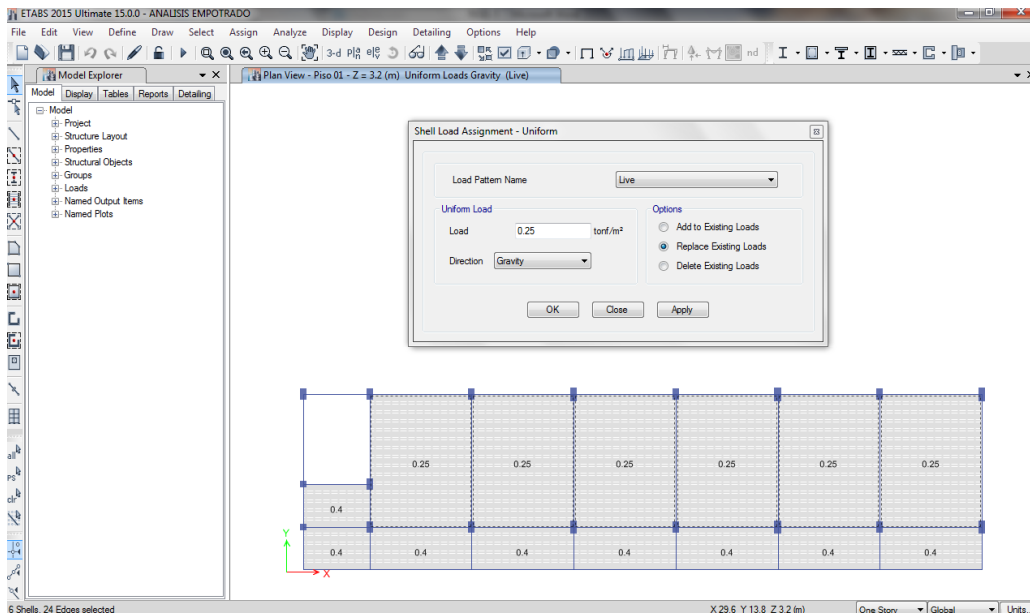 ETABS 2015 Ultimate 15.0.0 - ANALISIS EMPOTRADO
File Edit View Define Draw Select Assign Analyze Display Design Detailing Options Help
3-d nd
Model Explorer
Plan View - Piso 01 - Z = 3.2 (m) Uniform Loads Gravity (Live)
Model Display Tables Reports Detailing
Model
Project
Structure Layout
Properties
Structural Objects
Groups
Loads
Named Output Items
Named Plots
Shell Load Assignment - Uniform
Load Pattern Name Live
Uniform Load
Load 0.25 tonf/m²
Direction Gravity
Options
Add to Existing Loads
Replace Existing Loads
Delete Existing Loads
OK Close Apply
all
ps
clr
0.25 0.25 0.25 0.25 0.25 0.25
0.4
0.4 0.4 0.4 0.4 0.4 0.4 0.4
Y
X
6 Shells, 24 Edges selected
X 29.6 Y 13.8 Z 3.2 (m)
One Story Global Units...